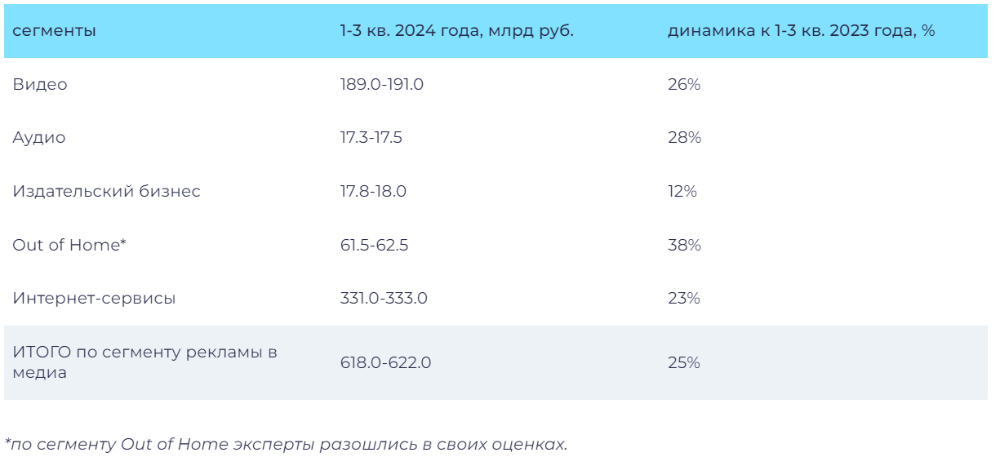 сегменты 1-3 кв. 2024 года, млрд руб. динамика к 1-3 кв. 2023 года, %
Видео 189.0-191.0 26%
Аудио 17.3-17.5 28%
Издательский бизнес 17.8-18.0 12%
Out of Home* 61.5-62.5 38%
Интернет-сервисы 331.0-333.0 23%
ИТОГО по сегменту рекламы в
медиа 618.0-622.0 25%
*по сегменту Out of Home эксперты разошлись в своих оценках.